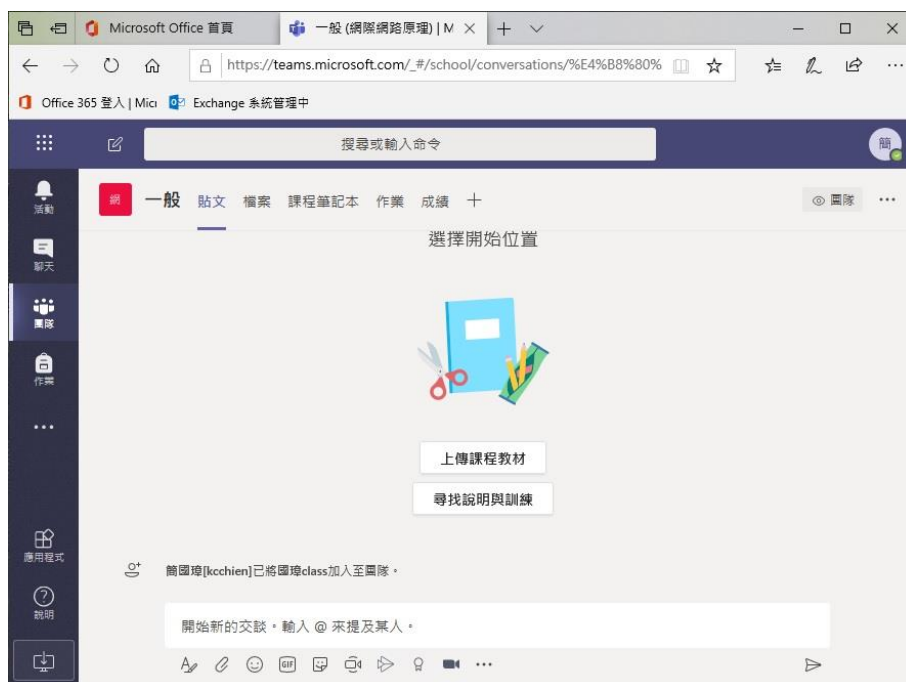 Microsoft Office 首頁
一般 (網際網路原理) | M
https://teams.microsoft.com/_#/school/conversations/%E4%B8%80%
Office 365 登入 | Mic
Exchange 系統管理中
搜尋或輸入命令
簡
活動
聊天
團隊
作業
應用程式
說明
網
一般
貼文
檔案
課程筆記本
作業
成績
團隊
選擇開始位置
上傳課程教材
尋找說明與訓練
簡國璋[kcchien]已將國璋class加入至團隊。
開始新的交談。輸入 @ 來提及某人。
GIF